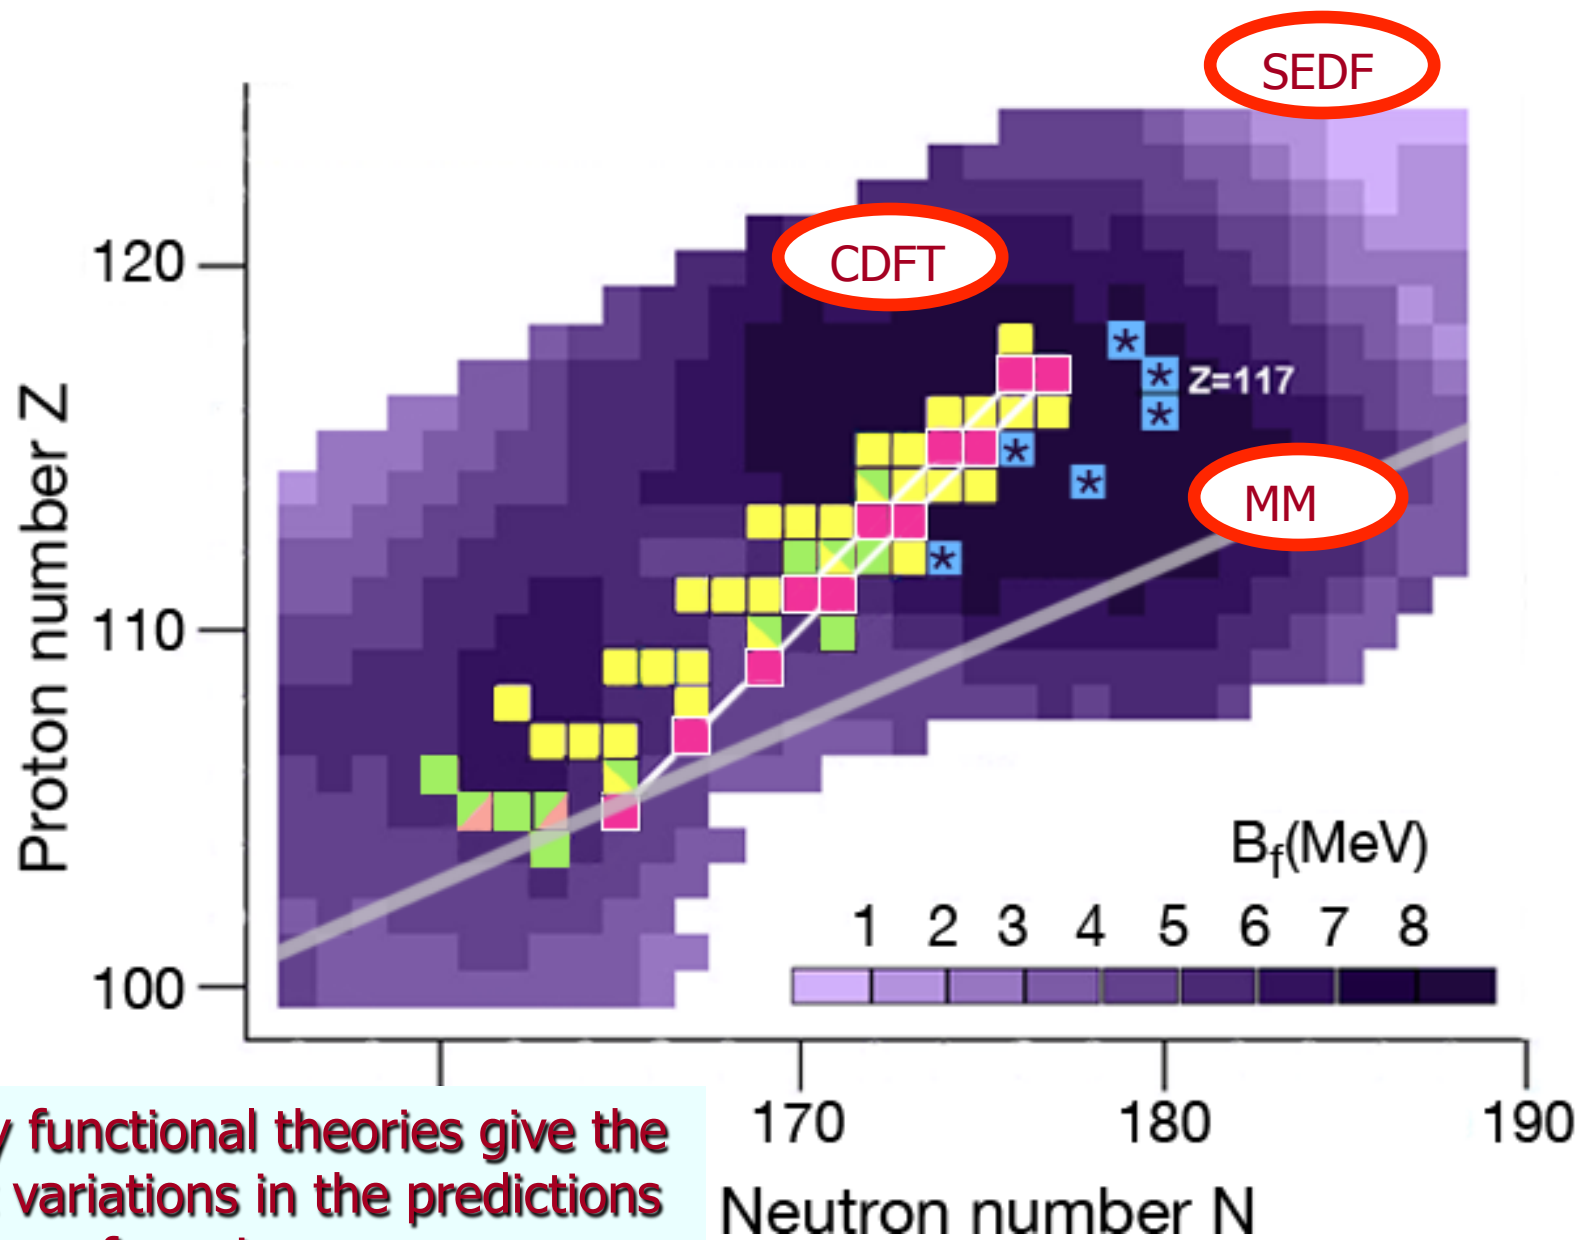 SEDF
120
CDFT
* 
* Z=117
*
*
*
MM
*
110
Proton number Z
B_f(MeV)
1 2 3 4 5 6 7 8
100
170 180 190
functional theories give the
variations in the predictions
Neutron number N